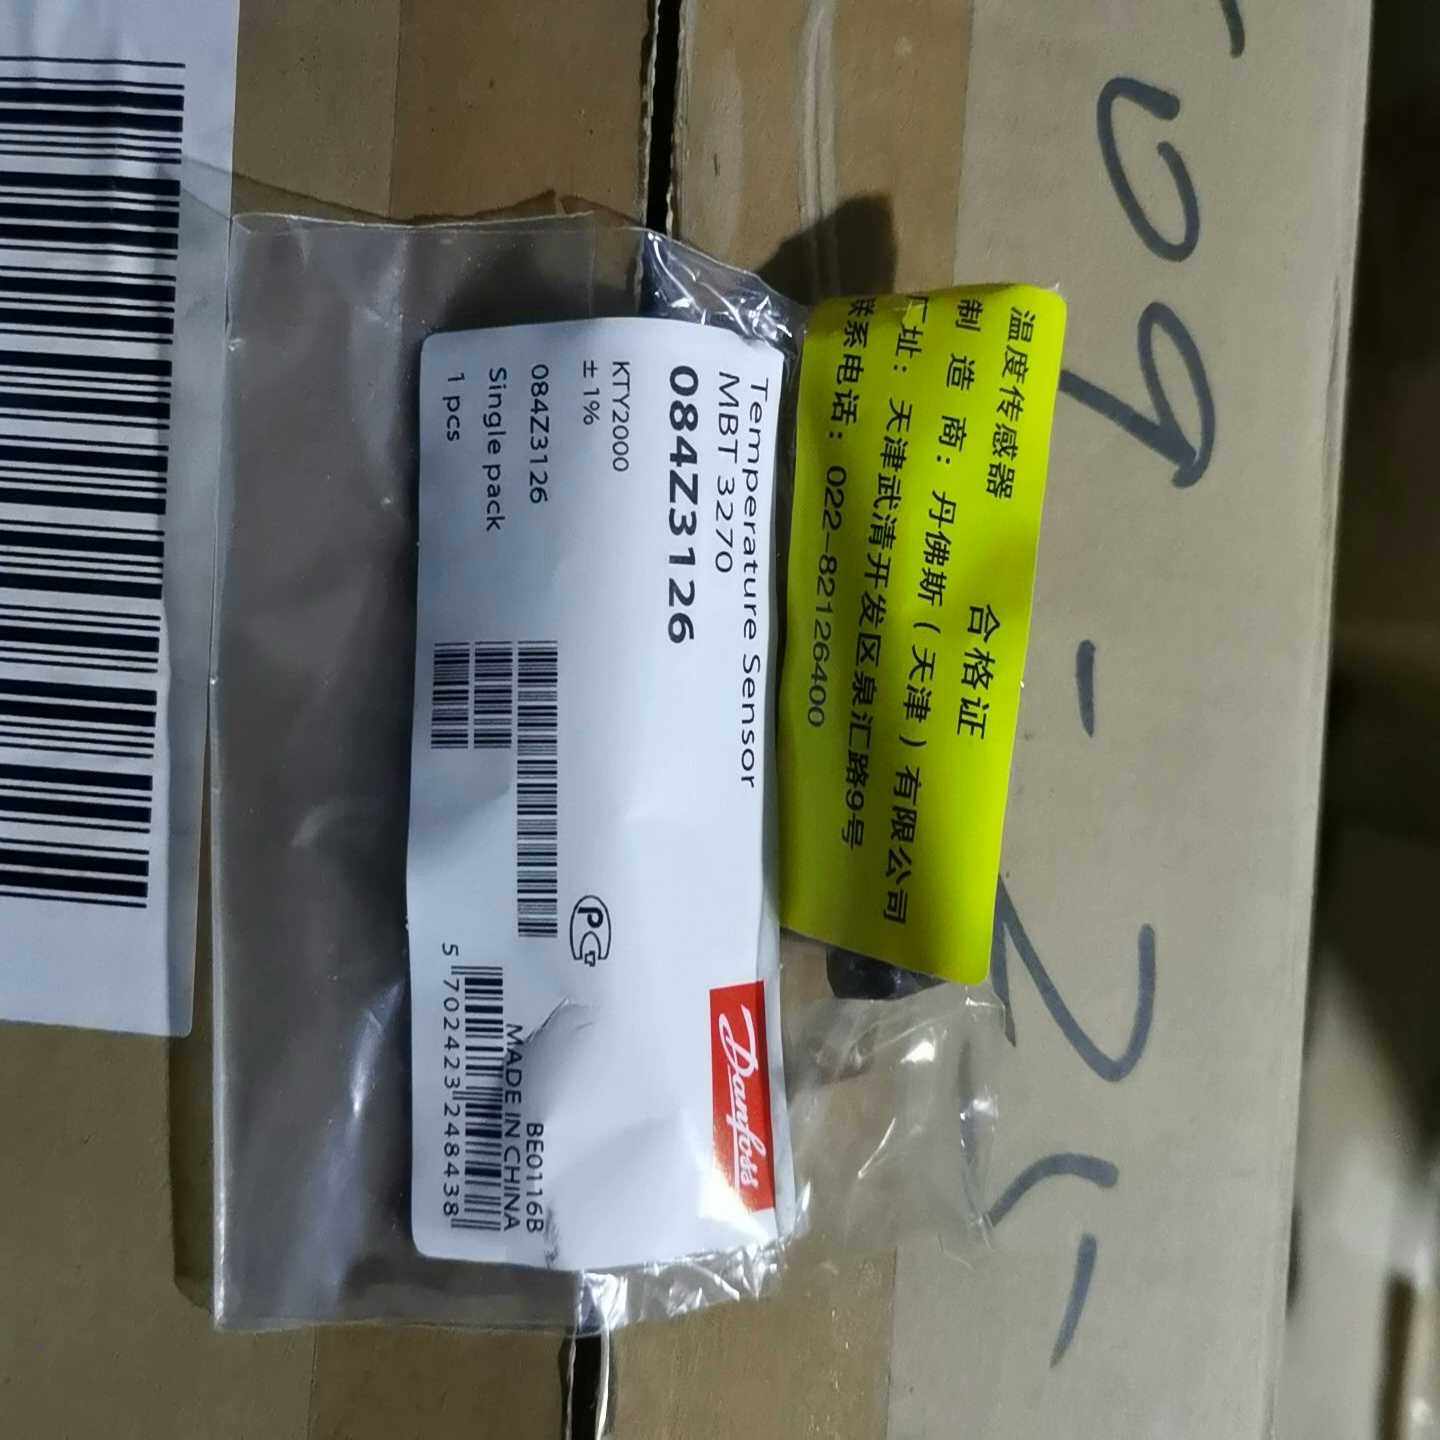 合格证
温度传感器
制 造 商：丹佛斯（天津）有限公司
厂址：天津武清开发区泉汇路9号
联系电话：022-82126400
Temperature Sensor
MBT 3270
084Z3126
Danfoss
KTY2000
± 1%
084Z3126
Single pack
1 pcs
BE0116B
MADE IN CHINA
5 702423 248438